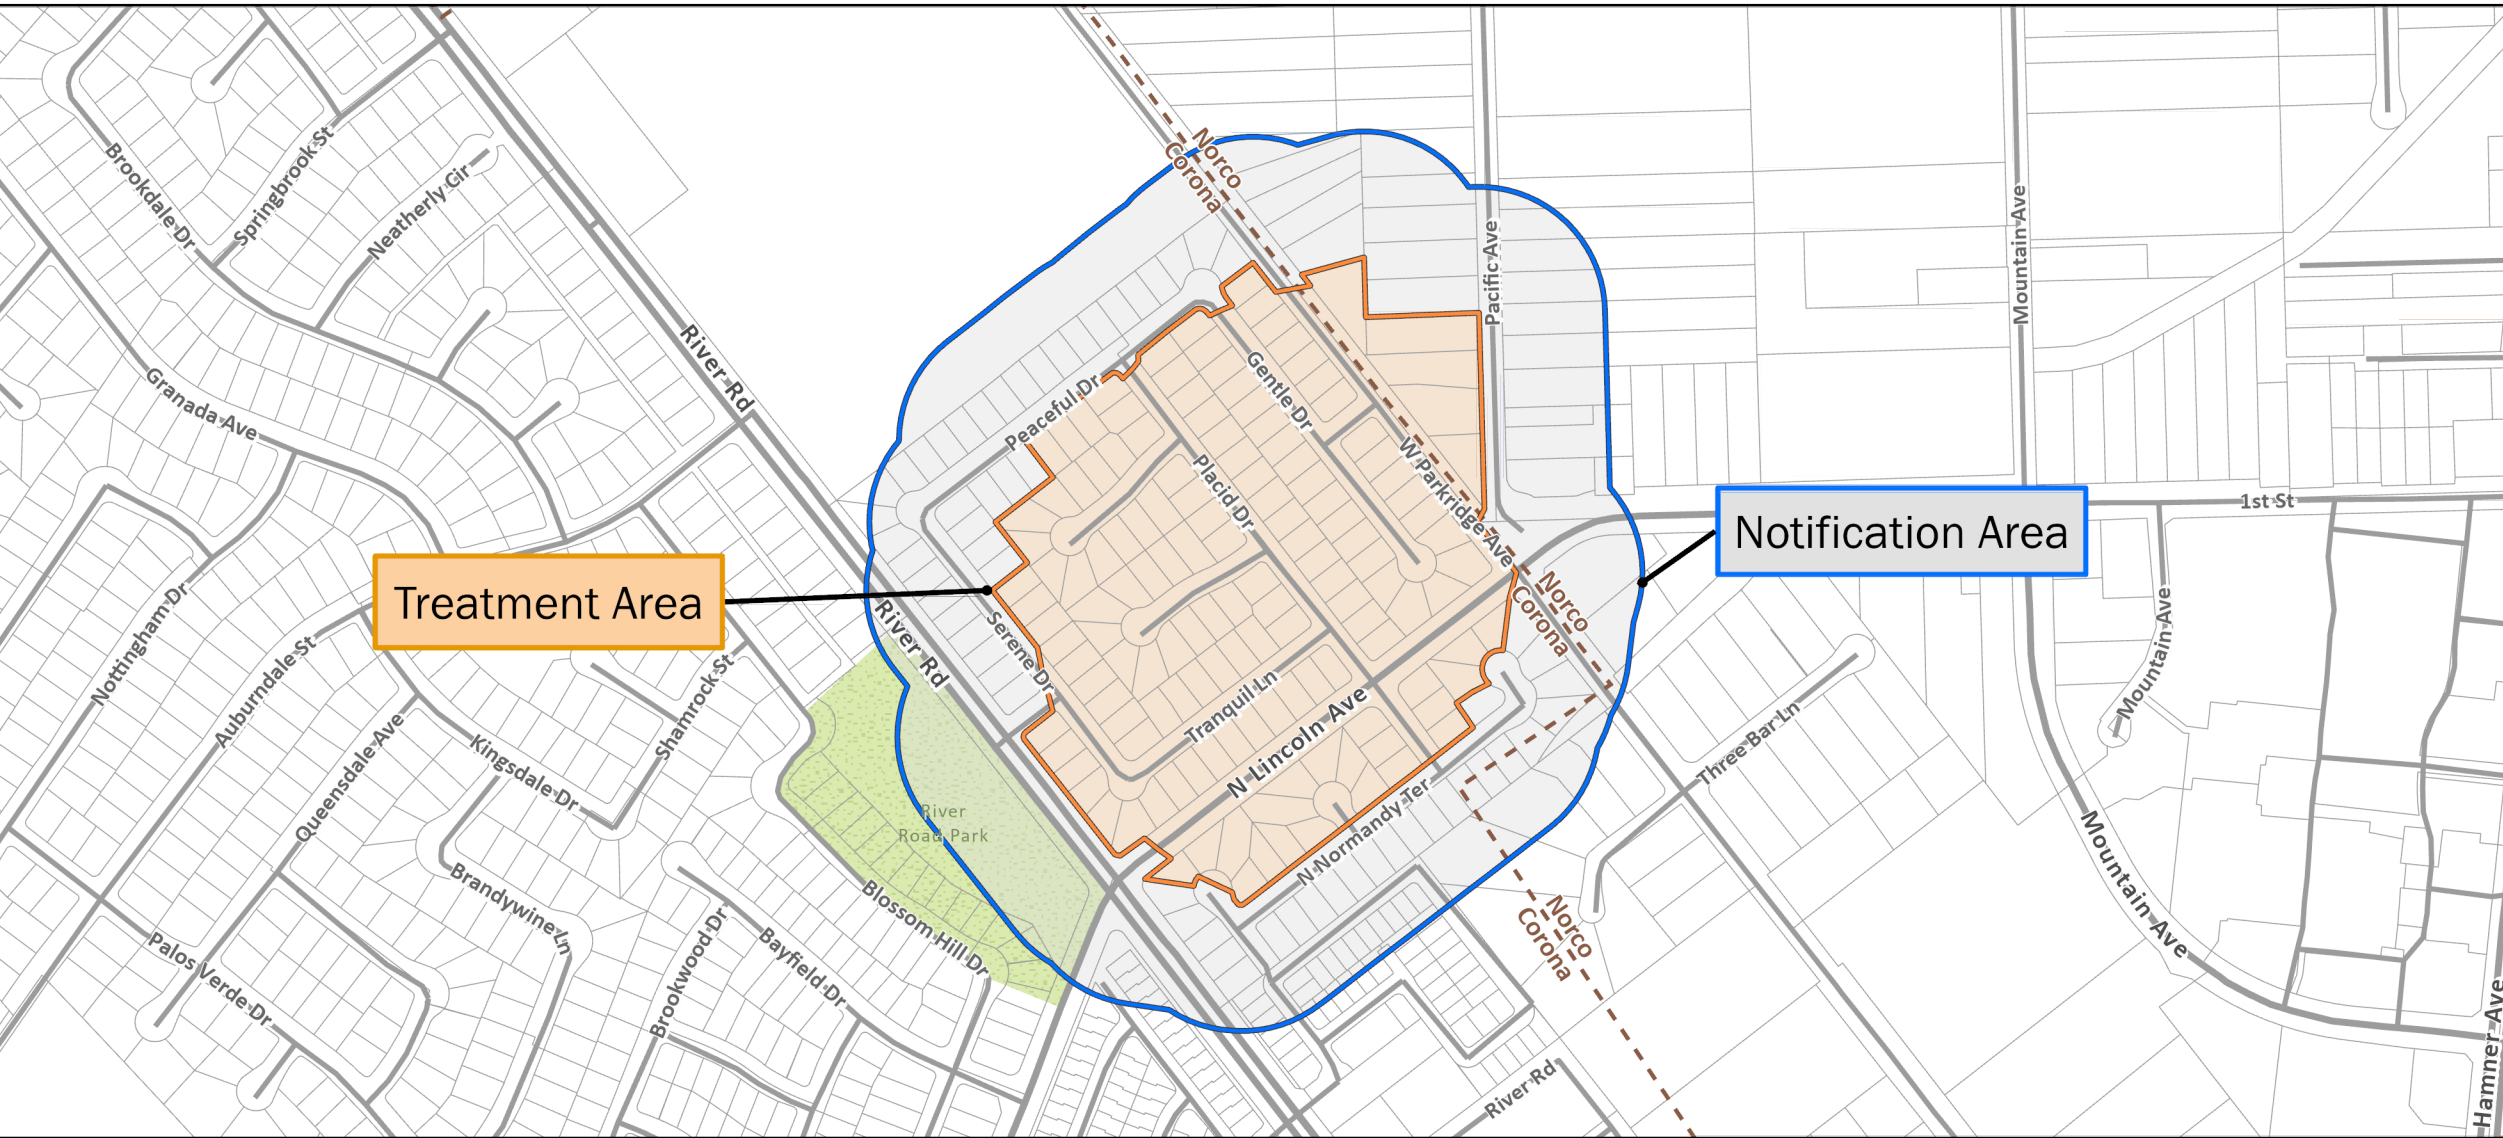 Norco
Corona
Brookdale Dr
Springbrook St
Neatherly Cir
Pacific Ave
Mountain Ave
River Rd
Granada Ave
Peaceful Dr
Gentle Dr
Placid Dr
W Parkridge Ave
Notification Area
1st St
Treatment Area
Norco
Corona
River Rd
Serene Dr
Nottingham Dr
Auburndale St
Shamrock St
Mountain Ave
Tranquil Ln
N Lincoln Ave
Queensdale Ave
Kingsdale Dr
Three Bar Ln
River
Road Park
N Normandy Ter
Mountain Ave
Brandywine Ln
Blossom Hill Dr
Norco
Corona
Palos Verde Dr
Brookwood Dr
Bayfield Dr
River Rd
Hamner Ave